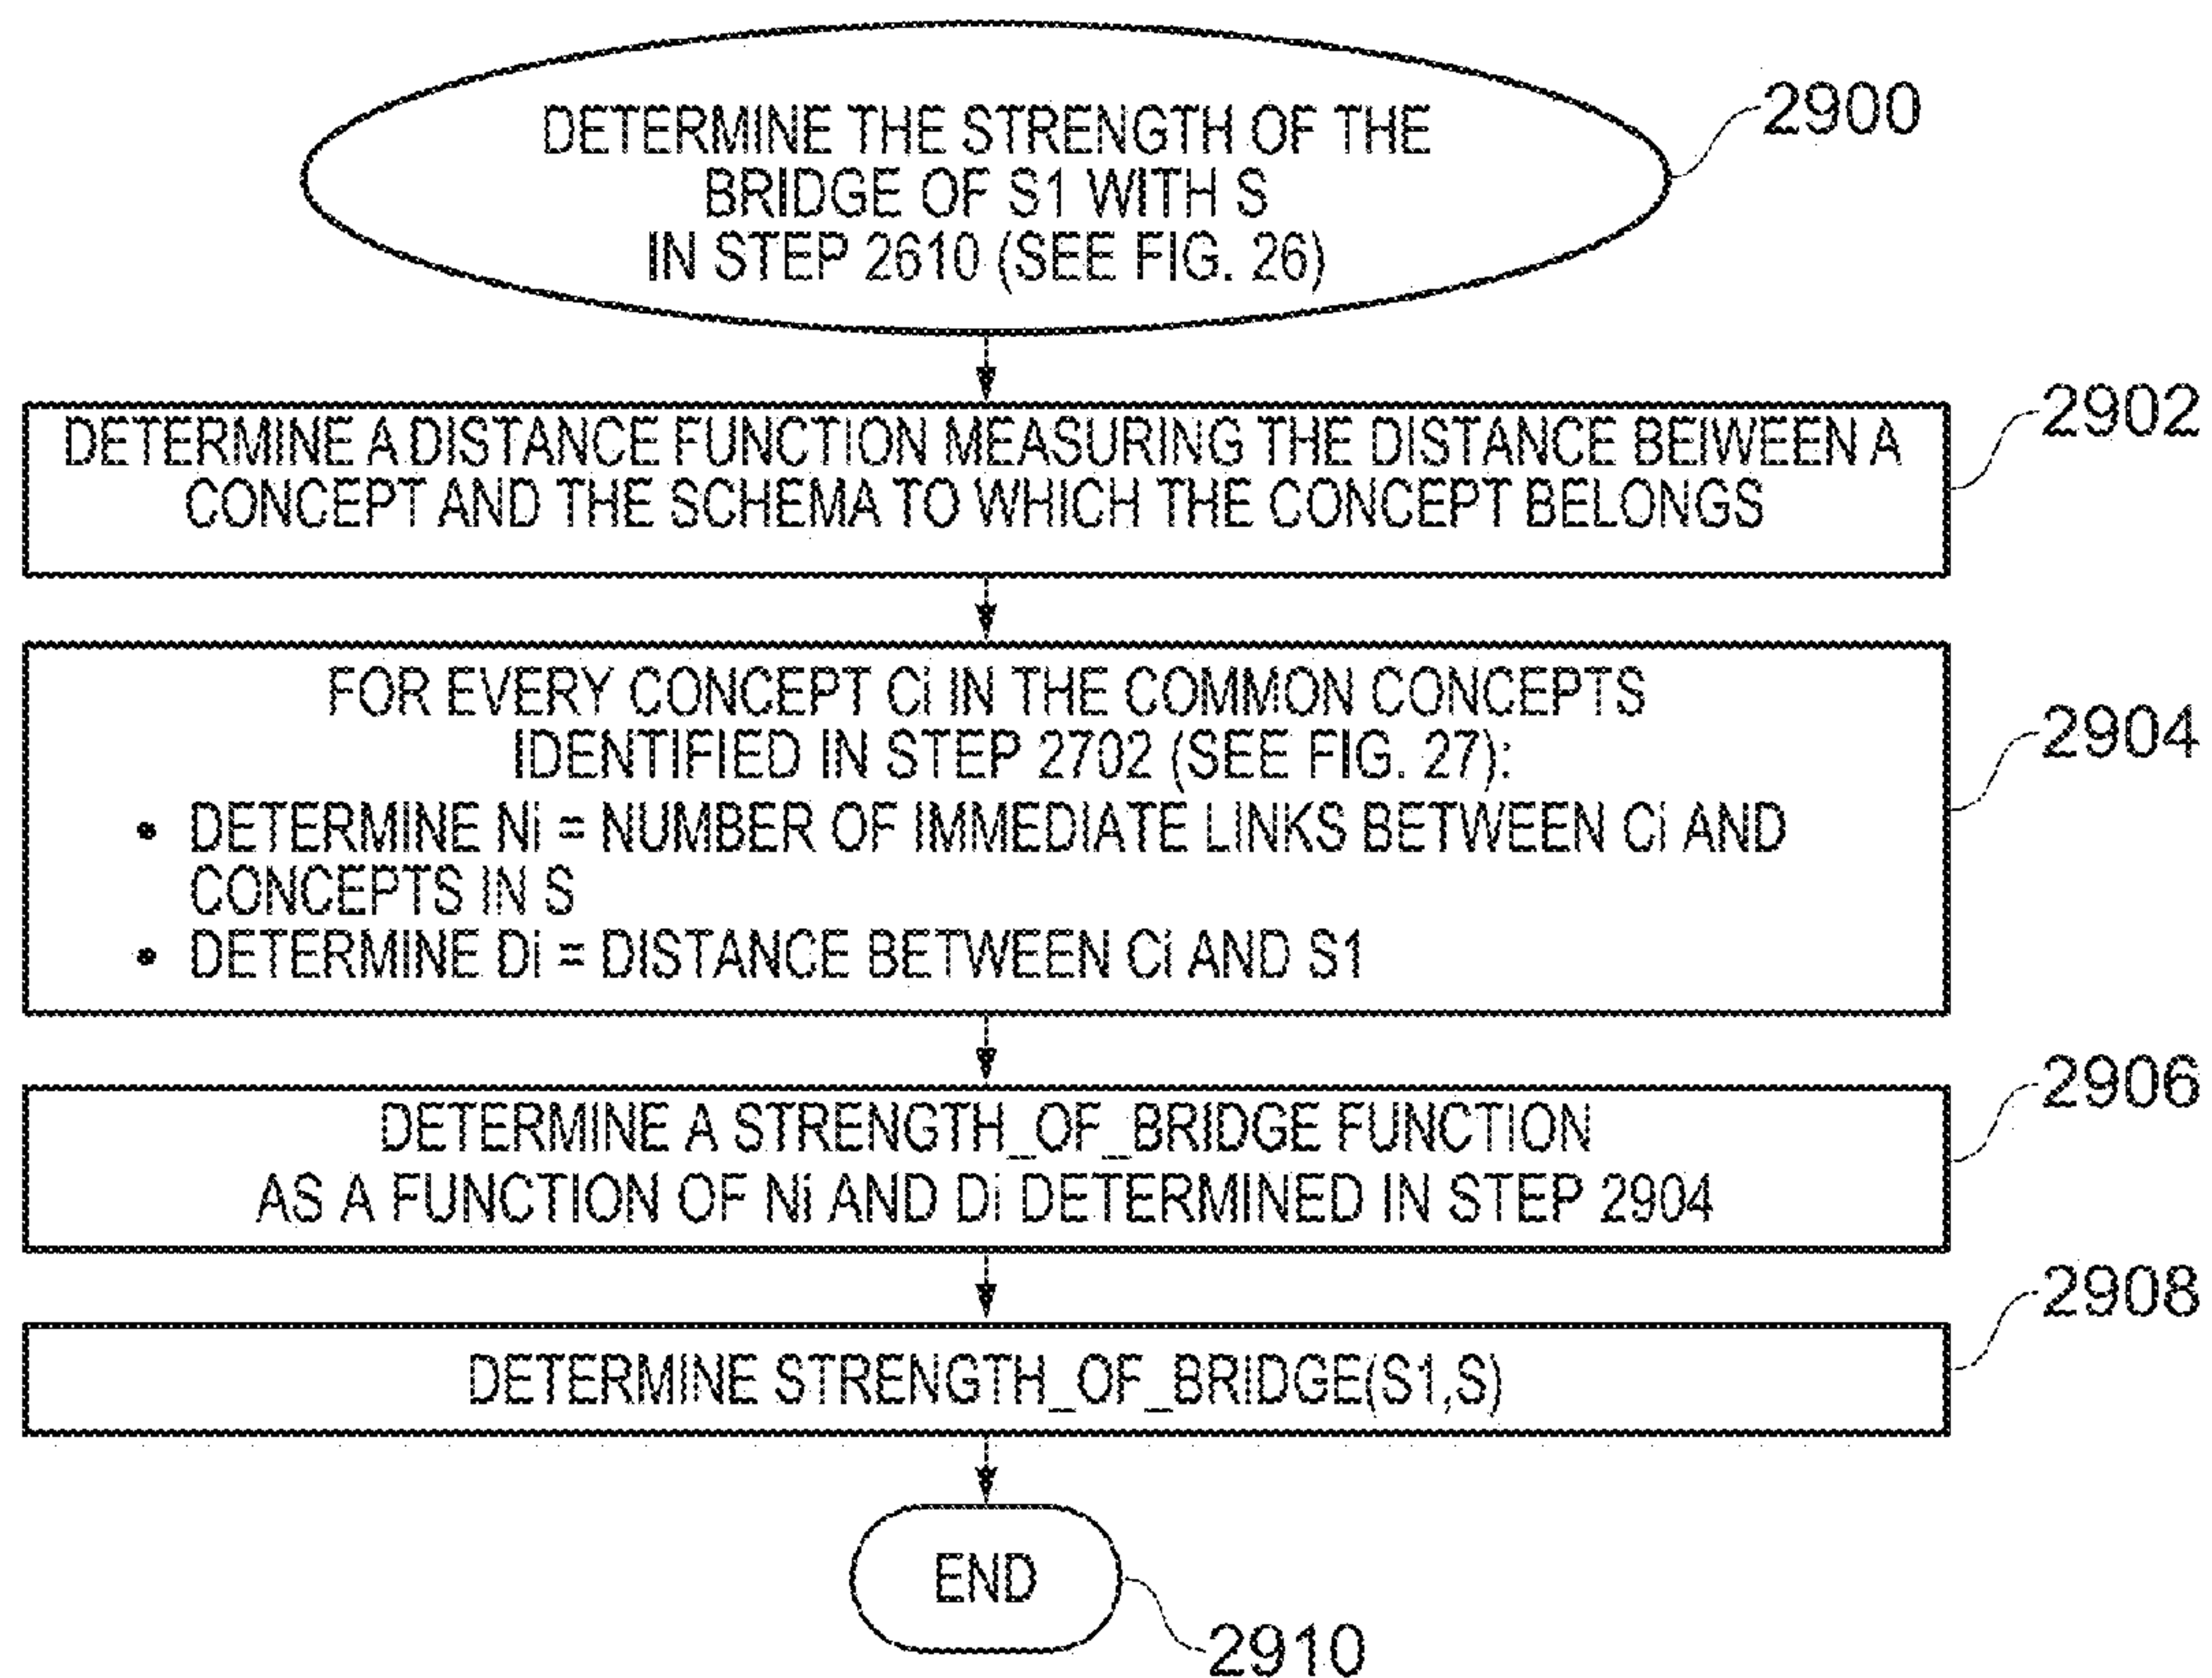 DETERMINE THE STRENGTH OF THE
BRIDGE OF S1 WITH S
IN STEP 2610 (SEE FIG. 26)
2900
DETERMINE A DISTANCE FUNCTION MEASURING THE DISTANCE BEIWEEN A
CONCEPT AND THE SCHEMA TO WHICH THE CONCEPT BELONGS
2902
FOR EVERY CONCEPT Ci IN THE COMMON CONCEPTS
IDENTIFIED IN STEP 2702 (SEE FIG. 27):
• DETERMINE Ni = NUMBER OF IMMEDIATE LINKS BETWEEN Ci AND
CONCEPTS IN S
• DETERMINE Di = DISTANCE BETWEEN Ci AND S1
2904
DETERMINE A STRENGTH_OF_BRIDGE FUNCTION
AS A FUNCTION OF Ni AND Di DETERMINED IN STEP 2904
2906
DETERMINE STRENGTH_OF_BRIDGE(S1,S)
2908
END
2910